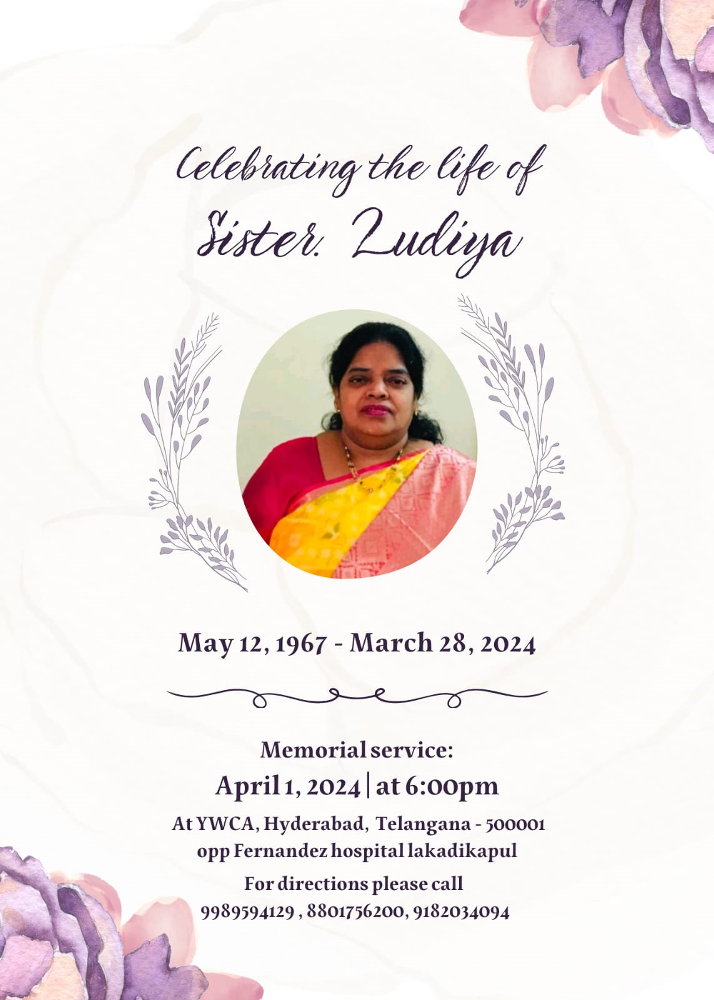 Celebrating the life of
Sister. Ludiya
May 12, 1967 - March 28, 2024
Memorial service:
April 1, 2024 | at 6:00pm
At YWCA, Hyderabad, Telangana - 500001
opp Fernandez hospital lakadikapul
For directions please call
9989594129 , 8801756200, 9182034094